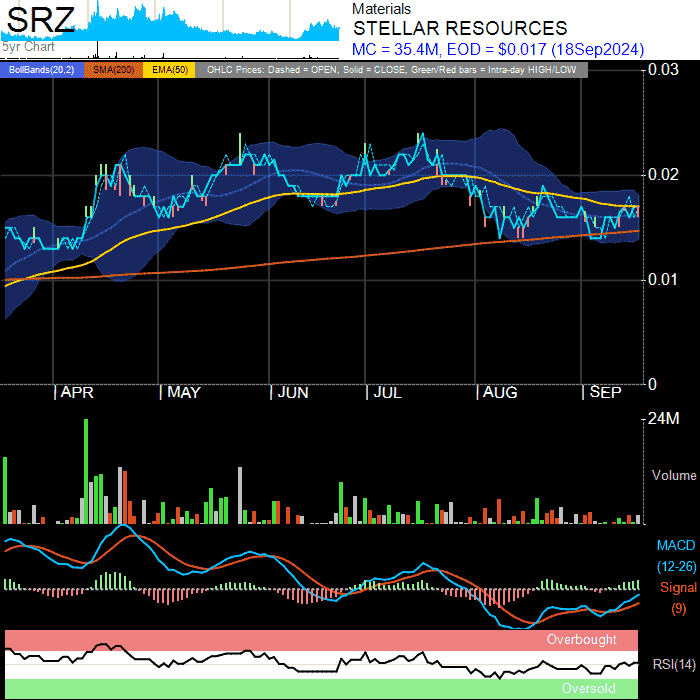 SRZ
5yr Chart
Materials
STELLAR RESOURCES
MC = 35.4M, EOD = $0.017 (18Sep2024)
BollBands(20,2) SMA(200) EMA(50) OHLC Prices: Dashed = OPEN, Solid = CLOSE, Green/Red bars = Intra-day HIGH/LOW
0.03
0.02
0.01
0
APR MAY JUN JUL AUG SEP
24M
Volume
MACD
(12-26)
Signal
(9)
Overbought
RSI(14)
Oversold